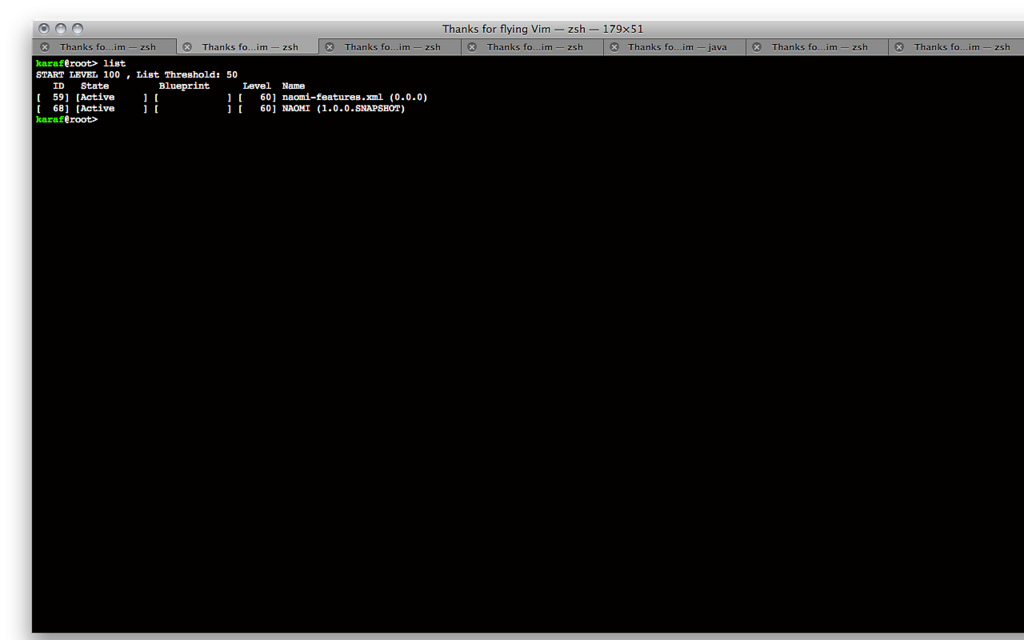 Thanks for flying Vim — zsh — 179×51
Thanks fo...im — zsh Thanks fo...im — zsh Thanks fo...im — zsh Thanks fo...im — zsh Thanks fo...im — java Thanks fo...im — zsh Thanks fo...im — zsh
karaf@root> list
START LEVEL 100 , List Threshold: 50
   ID   State         Blueprint      Level  Name
[  59] [Active     ] [            ] [   60] naomi-features.xml (0.0.0)
[  68] [Active     ] [            ] [   60] NAOMI (1.0.0.SNAPSHOT)
karaf@root>